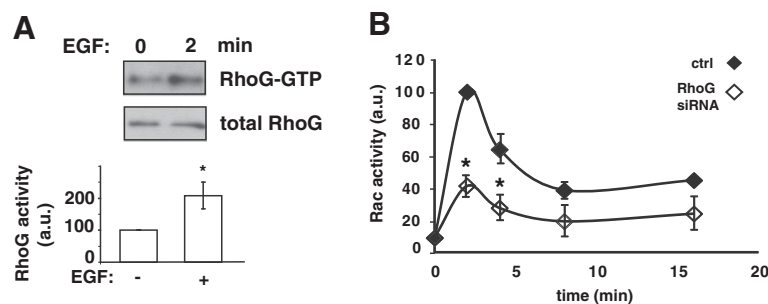 A
EGF: 0 2 min
RhoG-GTP
total RhoG
RhoG activity
(a.u.)
200
100
0
*
EGF: - +
B
Rac activity (a.u.)
120
100
80
60
40
20
0
*
*
ctrl
RhoG
siRNA
0 5 10 15 20
time (min)